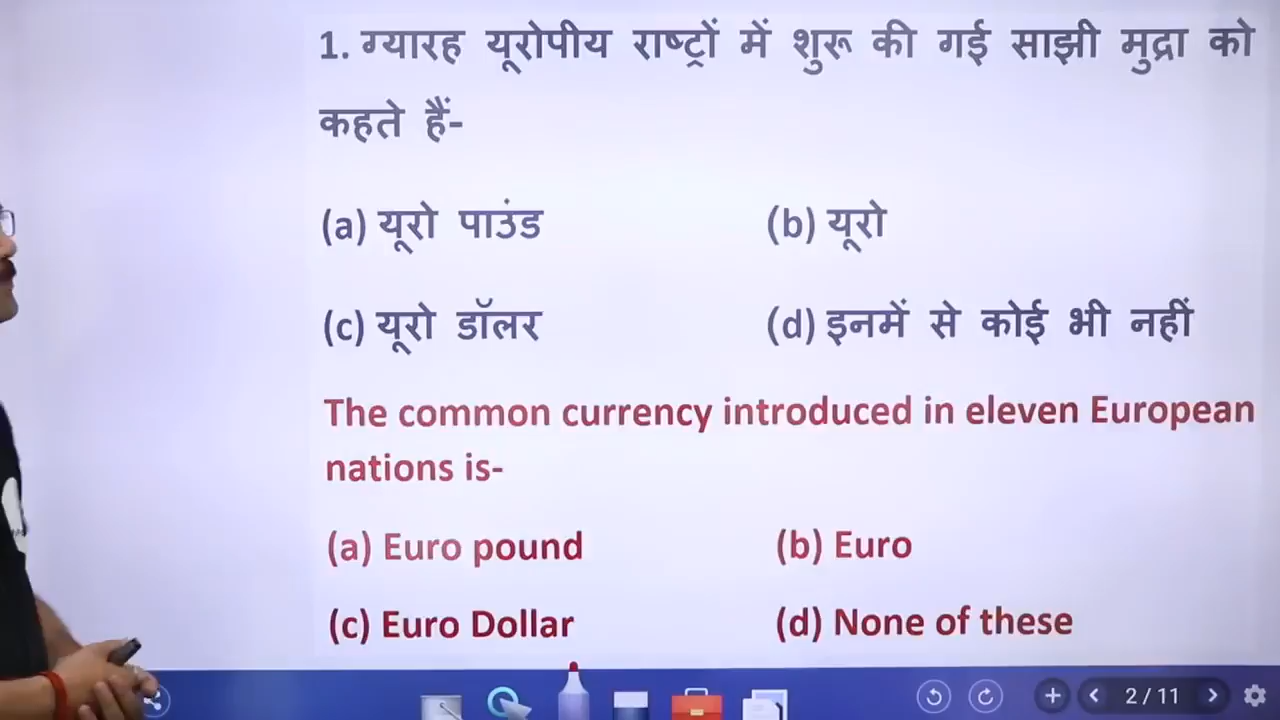 1. ग्यारह यूरोपीय राष्ट्रों में शुरू की गई साझी मुद्रा को
कहते हैं-
(a) यूरो पाउंड (b) यूरो
(c) यूरो डॉलर (d) इनमें से कोई भी नहीं
The common currency introduced in eleven European
nations is-
(a) Euro pound (b) Euro
(c) Euro Dollar (d) None of these
2 / 11